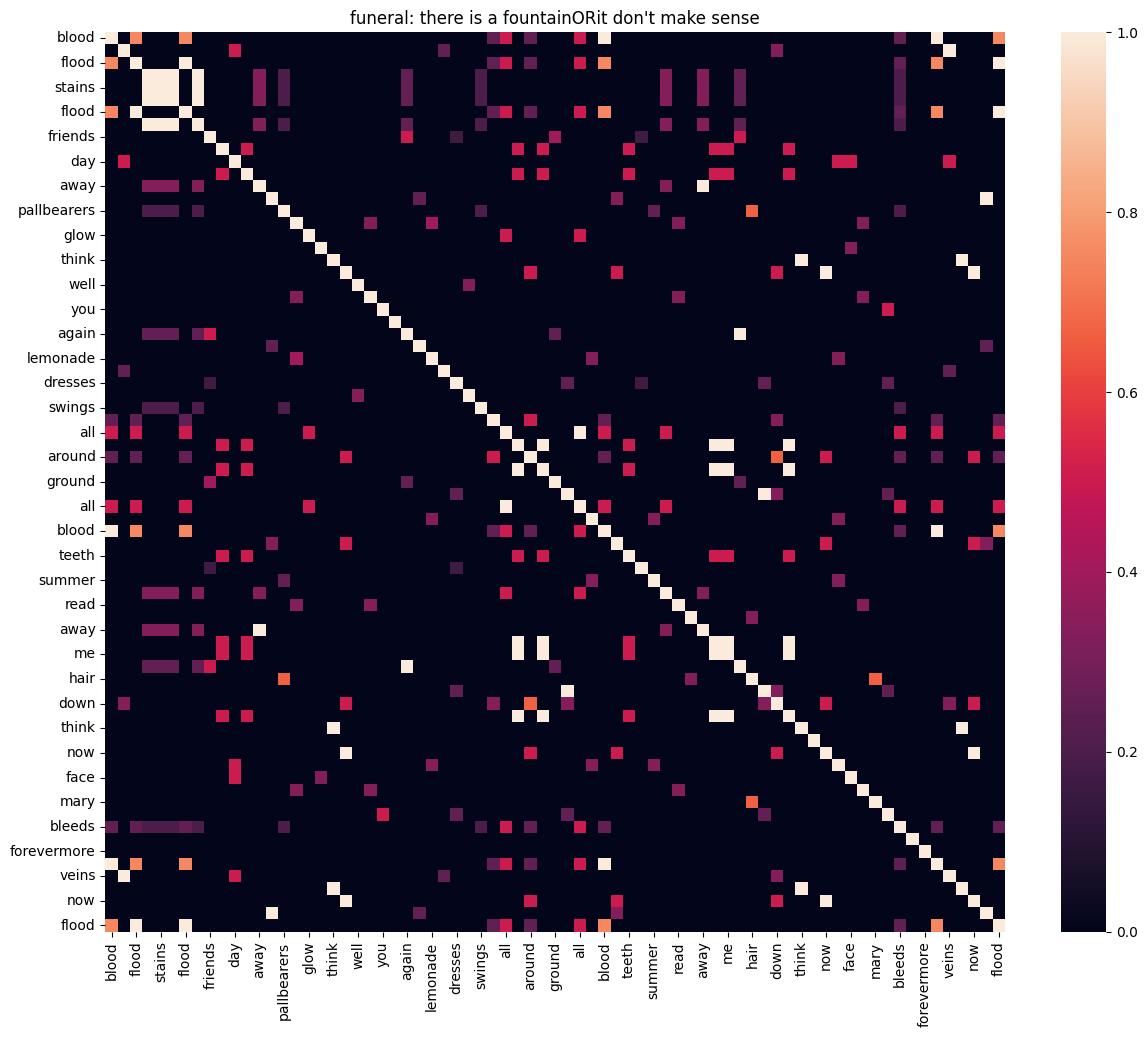 funeral: there is a fountainORit don't make sense
blood
flood
stains
flood
friends
day
away
pallbearers
glow
think
well
you
again
lemonade
dresses
swings
all
around
ground
all
blood
teeth
summer
read
away
me
hair
down
think
now
face
mary
bleeds
forevermore
veins
now
flood
blood
flood
stains
flood
friends
day
away
pallbearers
glow
think
well
you
again
lemonade
dresses
swings
all
around
ground
all
blood
teeth
summer
read
away
me
hair
down
think
now
face
mary
bleeds
forevermore
veins
now
flood
1.0
0.8
0.6
0.4
0.2
0.0